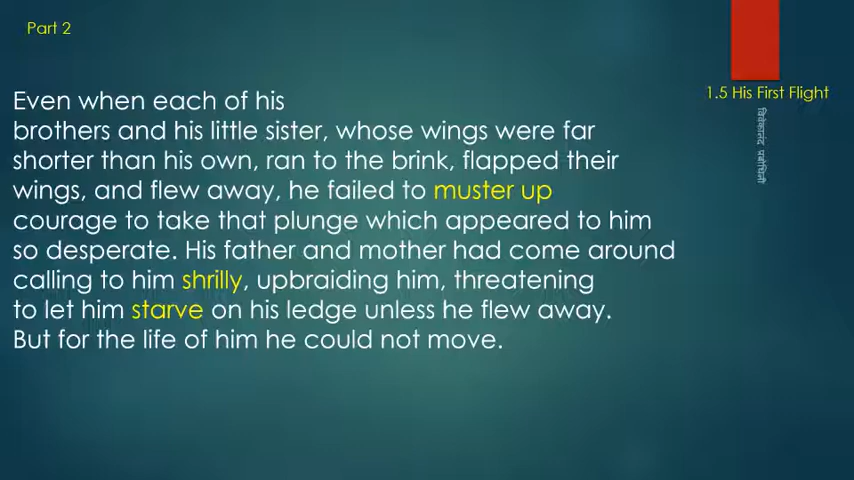 Part 2
1.5 His First Flight
विवेकानंद प्रबोधिनी
Even when each of his
brothers and his little sister, whose wings were far
shorter than his own, ran to the brink, flapped their
wings, and flew away, he failed to muster up
courage to take that plunge which appeared to him
so desperate. His father and mother had come around
calling to him shrilly, upbraiding him, threatening
to let him starve on his ledge unless he flew away.
But for the life of him he could not move.